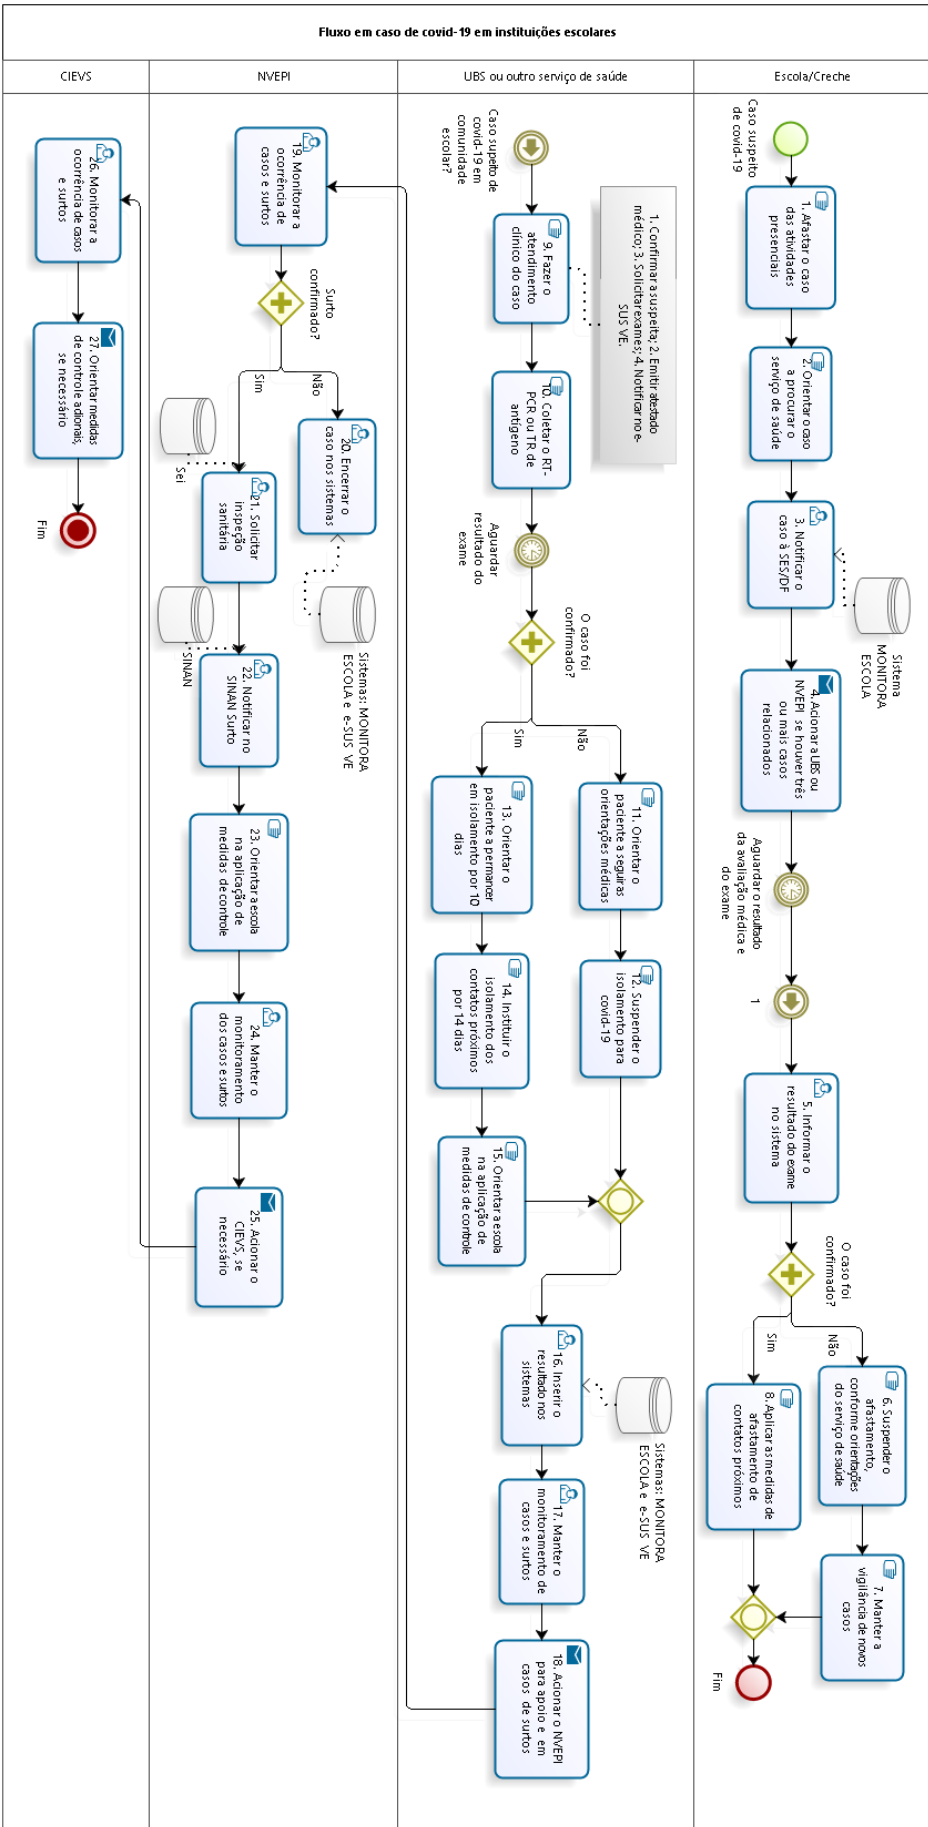 Fluxo em caso de covid-19 em instituições escolares
CIEVS
NVEPI
UBS ou outro serviço de saúde
Escola/Creche
Caso suspeito
de covid-19
1. Afastar o caso
das atividades
presenciais
2. Orientar o caso
a procurar o
serviço de saúde
3. Notificar o
caso à SES/DF
Sistema
MONITORA
ESCOLA
4. Acionar a UBS ou
NVEPI se houver três
ou mais casos
relacionados
Aguardar o resultado
da avaliação médica e
do exame
1
5. Informar o
resultado do exame
no sistema
O caso foi
confirmado?
Não
Sim
6. Suspender o
afastamento,
conforme orientações
do serviço de saúde
7. Manter a
vigilância de novos
casos
8. Aplicar as medidas de
afastamento de
contatos próximos
Fim
Caso supeito de
covid-19 em
comunidade
escolar?
9. Fazer o
atendimento
clínico do caso
1. Confirmar a suspeita; 2. Emitir atestado
médico; 3. Solicitar exames; 4. Notificar no e-
SUS VE.
10. Coletar o RT-
PCR ou TR de
antígeno
Aguardar
resultado do
exame
O caso foi
confirmado?
Não
Sim
11. Orientar o
paciente a seguir as
orientações médicas
12. Suspender o
isolamento para
covid-19
13. Orientar o
paciente a permancer
em isolamento por 10
dias
14. Instituir o
isolamento dos
contatos próximos
por 14 dias
15. Orientar a escola
na aplicação de
medidas de controle
16. Inserir o
resultado nos
sistemas
Sistemas: MONITORA
ESCOLA e e-SUS VE
17. Manter o
monitoramento de
casos e surtos
18. Acionar o NVEPI
para apoio e em
casos de surtos
19. Monitorar a
ocorrência de
casos e surtos
Surto
confirmado?
Não
Sim
20. Encerrar o
caso nos sistemas
Sistemas: MONITORA
ESCOLA e e-SUS VE
Sei
21. Solicitar
inspeção
sanitária
SINAN
22. Notificar no
SINAN Surto
23. Orientar a escola
na aplicação de
medidas de controle
24. Manter o
monitoramento
dos casos e surtos
25. Acionar o
CIEVS, se
necessário
26. Monitorar a
ocorrência de casos
e surtos
27. Orientar medidas
de controle adionais,
se necessário
Fim